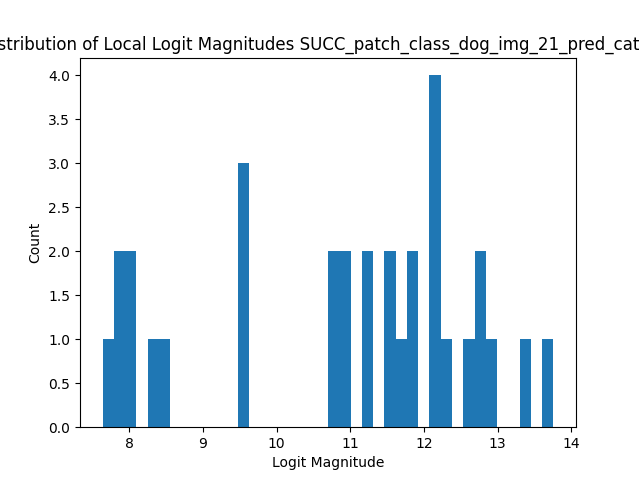 stribution of Local Logit Magnitudes SUCC_patch_class_dog_img_21_pred_cat
4.0
3.5
3.0
2.5
2.0
1.5
1.0
0.5
0.0
Count
8 9 10 11 12 13 14
Logit Magnitude